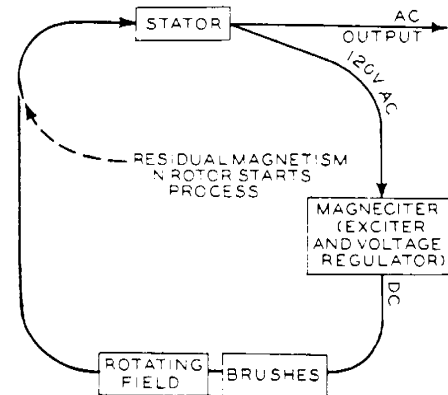 STATOR
AC
OUTPUT
120V AC
RESIDUAL MAGNETISM
N ROTOR STARTS
PROCESS
MAGNECITER
(EXCITER
AND VOLTAGE
REGULATOR)
DC
ROTATING
FIELD
BRUSHES